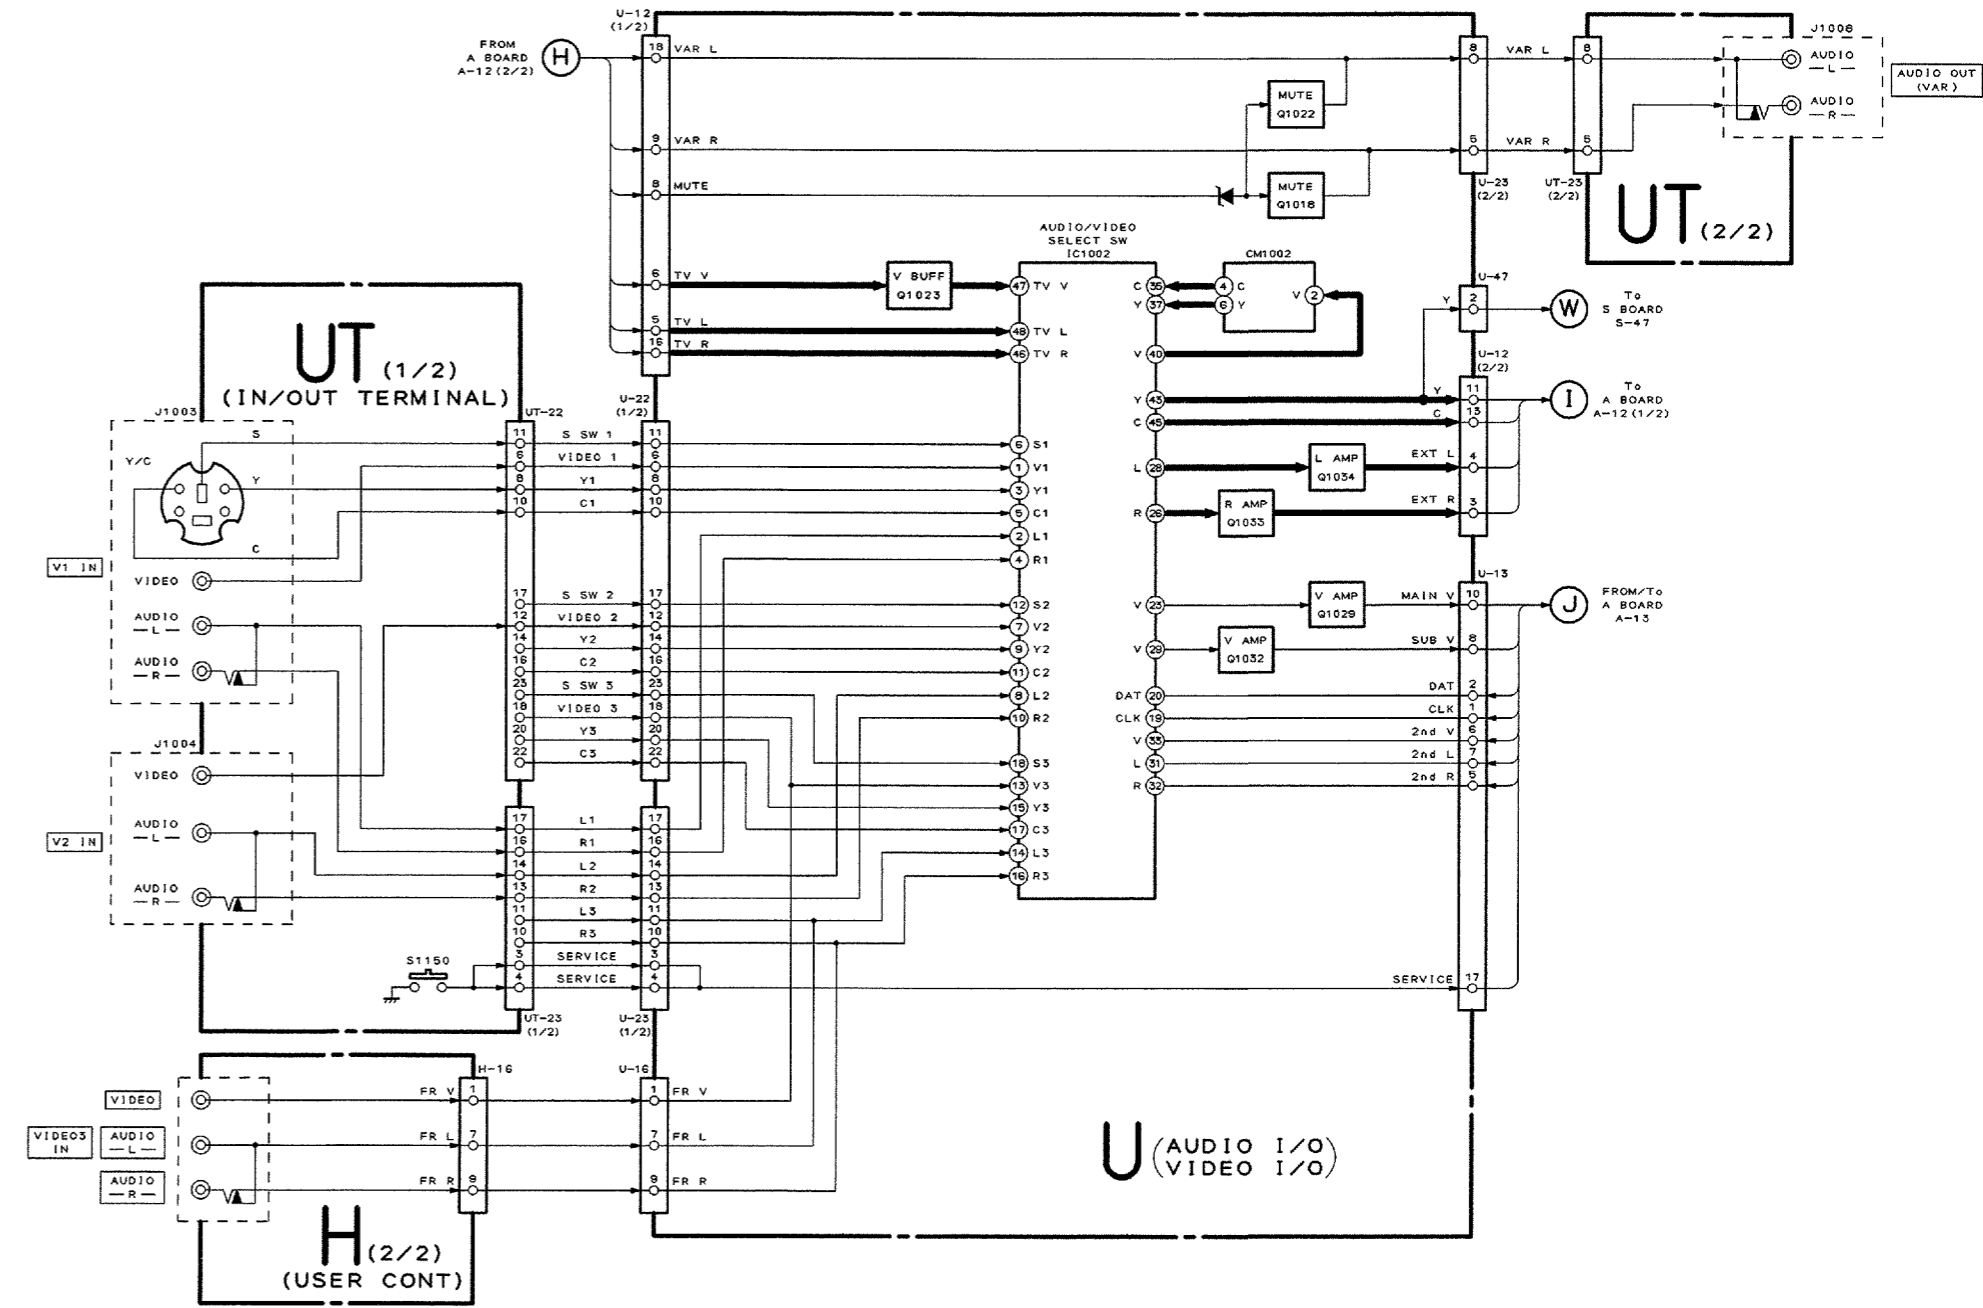 U-12
(1/2)
FROM
A BOARD
A-12(2/2)
H
18 VAR L
9 VAR R
8 MUTE
MUTE
Q1022
MUTE
Q1018
8 VAR L 8
5 VAR R 5
U-23
(2/2)
UT-23
(2/2)
J1008
AUDIO
—L—
AUDIO
—R—
AUDIO OUT
(VAR)
UT(2/2)
6 TV V
5 TV L
16 TV R
V BUFF
Q1023
AUDIO/VIDEO
SELECT SW
IC1002
CM1002
47 TV V
48 TV L
46 TV R
C 35
Y 37
4 C
6 Y
V 2
V 40
Y 43
C 45
L 28
R 26
L AMP
Q1034
R AMP
Q1033
U-47
Y 2
W
To
S BOARD
S-47
U-12
(2/2)
Y 11
C 13
EXT L 4
EXT R 3
I
To
A BOARD
A-12(1/2)
UT(1/2)
(IN/OUT TERMINAL)
J1003
UT-22
U-22
(1/2)
Y/C
S
Y
C
V1 IN
VIDEO
AUDIO
—L—
AUDIO
—R—
11 S SW 1 11
6 VIDEO 1 6
8 Y1 8
10 C1 10
17 S SW 2 17
12 VIDEO 2 12
14 Y2 14
16 C2 16
23 S SW 3 23
18 VIDEO 3 18
20 Y3 20
22 C3 22
6 S1
1 V1
3 Y1
5 C1
2 L1
4 R1
12 S2
7 V2
9 Y2
11 C2
8 L2
10 R2
18 S3
13 V3
15 Y3
17 C3
14 L3
16 R3
V 23
V 29
DAT 20
CLK 19
V 33
L 31
R 32
V AMP
Q1029
V AMP
Q1032
U-13
MAIN V 10
SUB V 8
DAT 2
CLK 1
2nd V 6
2nd L 7
2nd R 5
SERVICE 17
J
FROM/To
A BOARD
A-13
J1004
V2 IN
VIDEO
AUDIO
—L—
AUDIO
—R—
17 L1 17
16 R1 16
14 L2 14
13 R2 13
11 L3 11
10 R3 10
3 SERVICE 3
4 SERVICE 4
S1150
UT-23
(1/2)
U-23
(1/2)
H-16
U-16
VIDEO
VIDEO3
IN
AUDIO
—L—
AUDIO
—R—
FR V 1
FR L 7
FR R 9
1 FR V
7 FR L
9 FR R
H(2/2)
(USER CONT)
U(AUDIO I/O
VIDEO I/O)